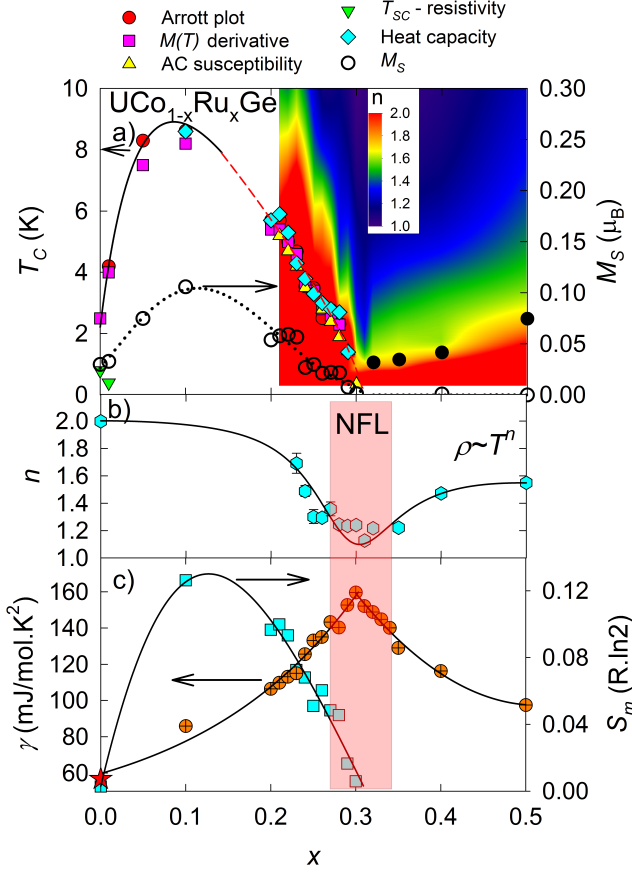 Arrott plot
M(T) derivative
AC susceptibility
T_SC - resistivity
Heat capacity
M_S
UCo_1-xRu_xGe
a)
n
2.0
1.8
1.6
1.4
1.2
1.0
10
8
6
4
2
0
T_C (K)
0.30
0.25
0.20
0.15
0.10
0.05
0.00
M_S (μ_B)
b)
NFL
ρ~T^n
2.0
1.8
1.6
1.4
1.2
1.0
n
c)
160
140
120
100
80
60
γ (mJ/mol.K²)
0.12
0.08
0.04
0.00
S_m (R.ln2)
0.0 0.1 0.2 0.3 0.4 0.5
x